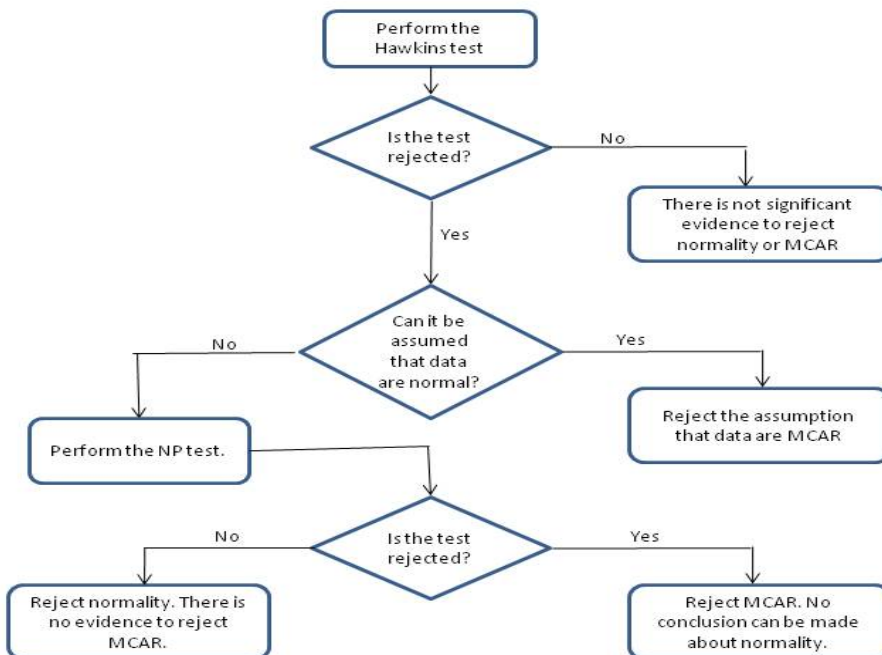 Perform the
Hawkins test
Is the test
rejected?
No
There is not significant
evidence to reject
normality or MCAR
Yes
Can it be
assumed
that data
are normal?
No
Yes
Perform the NP test.
Reject the assumption
that data are MCAR
Is the test
rejected?
No
Yes
Reject normality. There is
no evidence to reject
MCAR.
Reject MCAR. No
conclusion can be made
about normality.